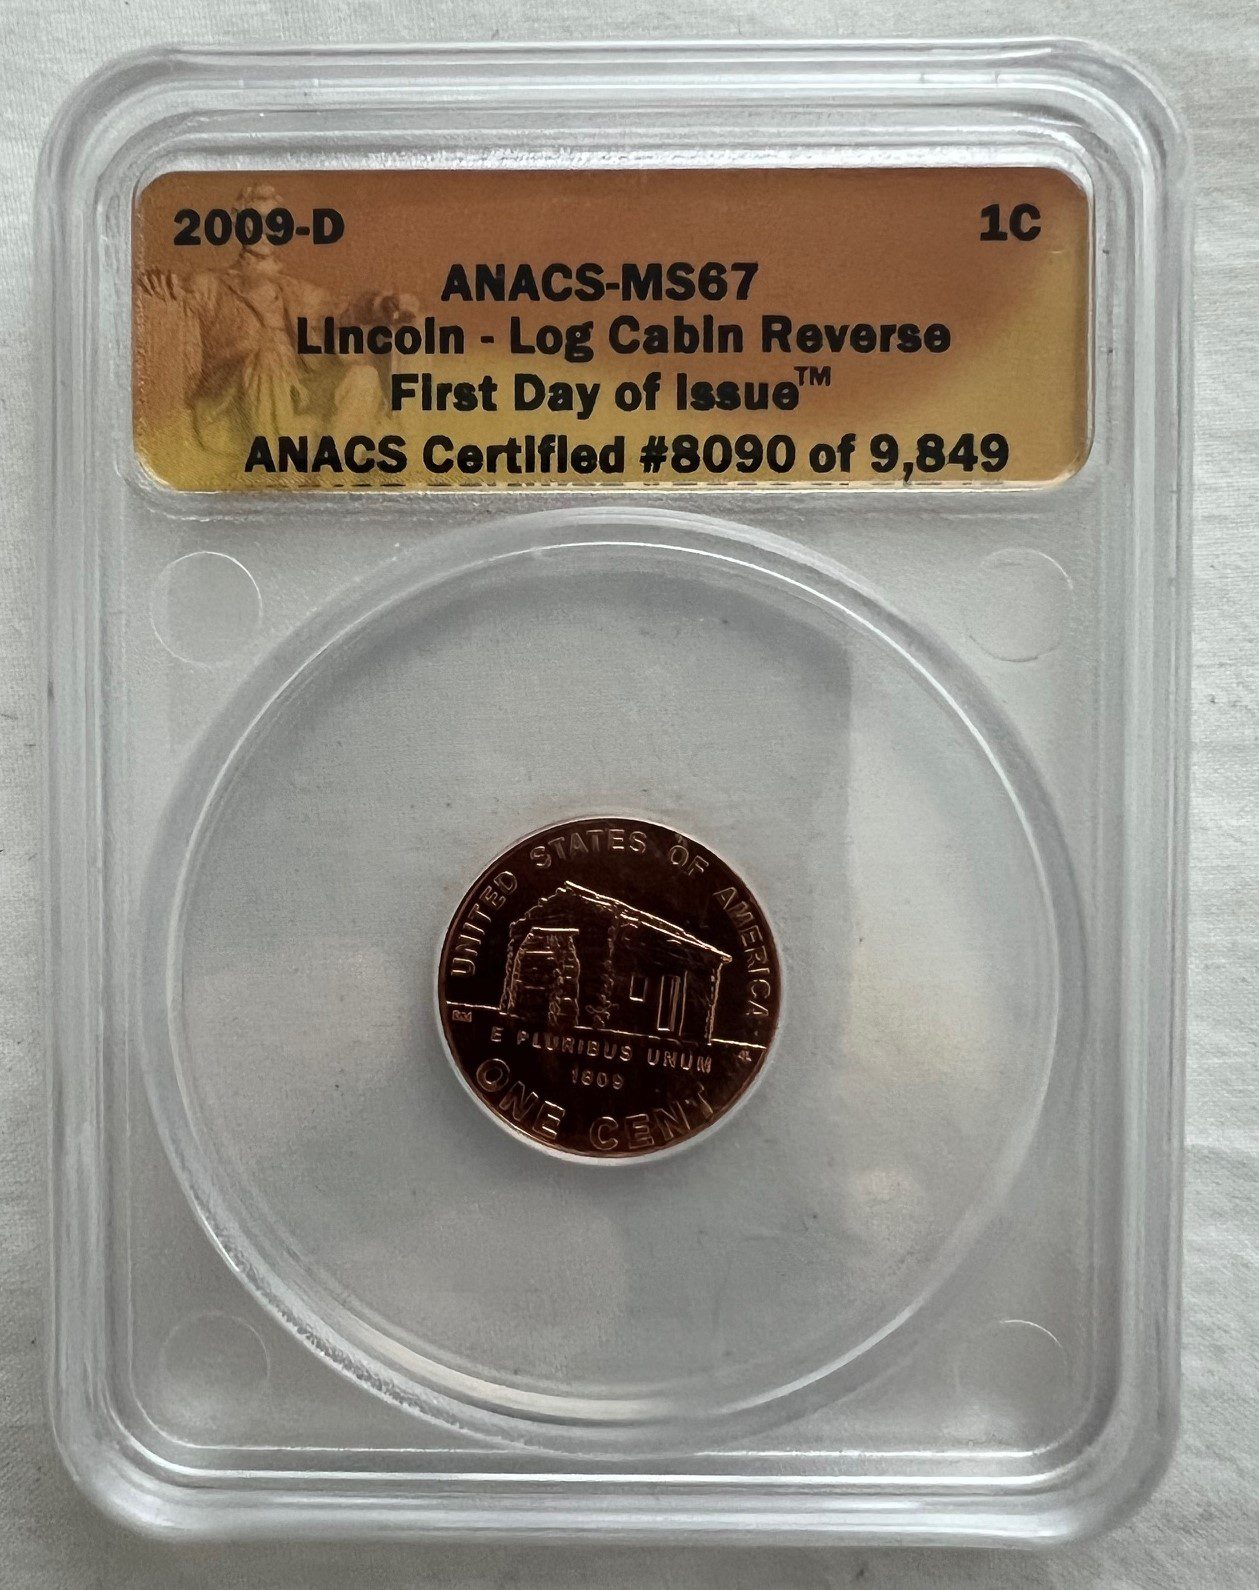 2009-D 1C
ANACS-MS67
Lincoln - Log Cabin Reverse
First Day of Issue™
ANACS Certified #8090 of 9,849
UNITED STATES OF AMERICA
E PLURIBUS UNUM
1809
ONE CENT